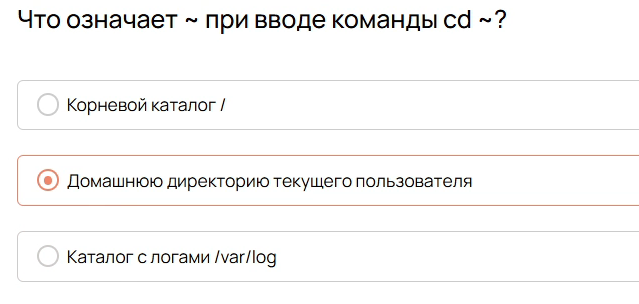 Что означает ~ при вводе команды cd ~?
Корневой каталог /
Домашнюю директорию текущего пользователя
Каталог с логами /var/log